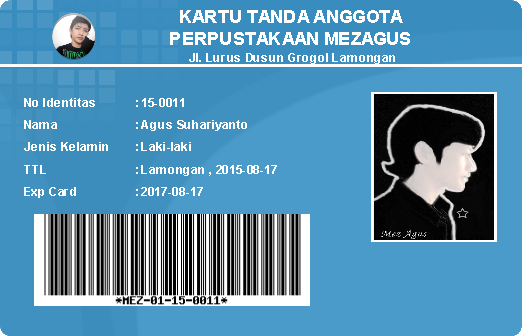 KARTU TANDA ANGGOTA
PERPUSTAKAAN MEZAGUS
Jl. Lurus Dusun Grogol Lamongan
No Identitas : 15-0011
Nama : Agus Suhariyanto
Jenis Kelamin : Laki-laki
TTL : Lamongan , 2015-08-17
Exp Card : 2017-08-17
Mez Agus
*MEZ-01-15-0011*